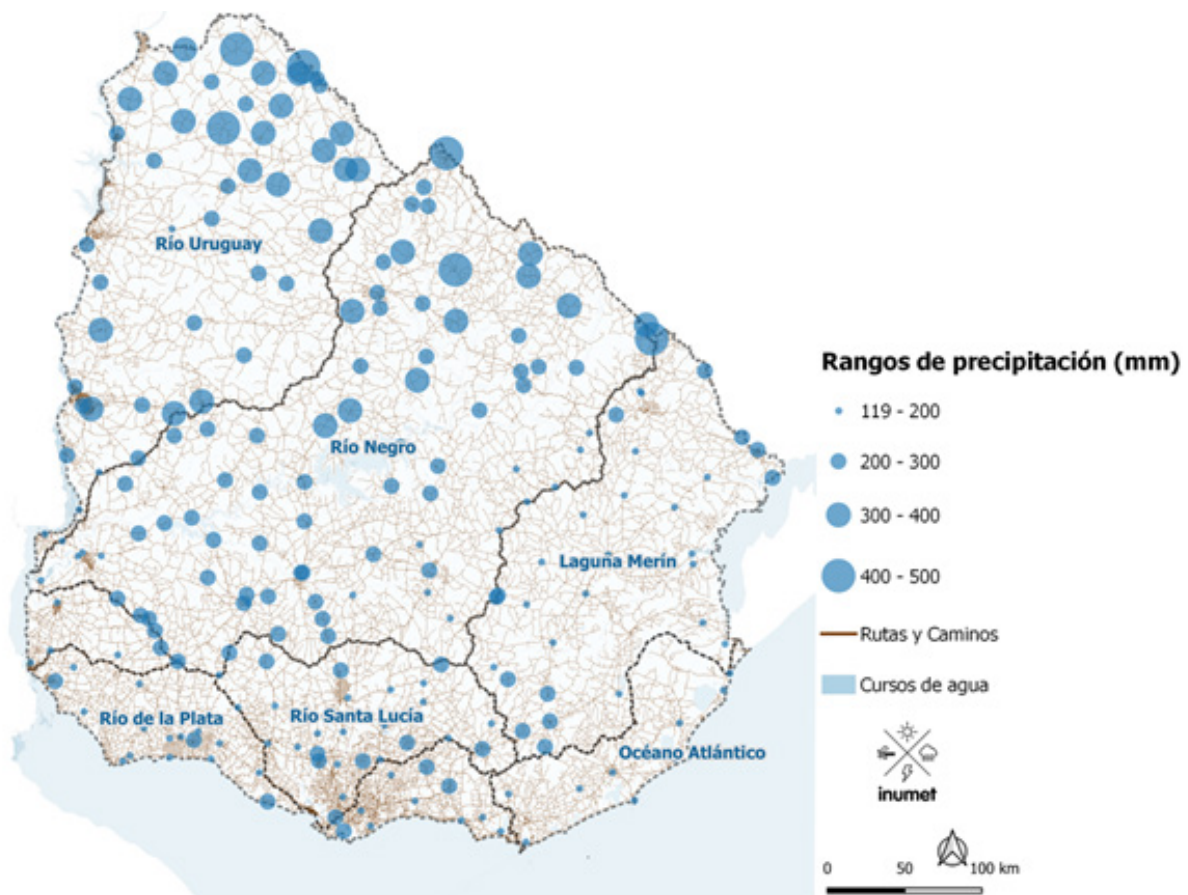 Río Uruguay
Río Negro
Laguña Merín
Río de la Plata
Río Santa Lucía
Océano Atlántico
Rangos de precipitación (mm)
119 - 200
200 - 300
300 - 400
400 - 500
Rutas y Caminos
Cursos de agua
inumet
0 50 100 km